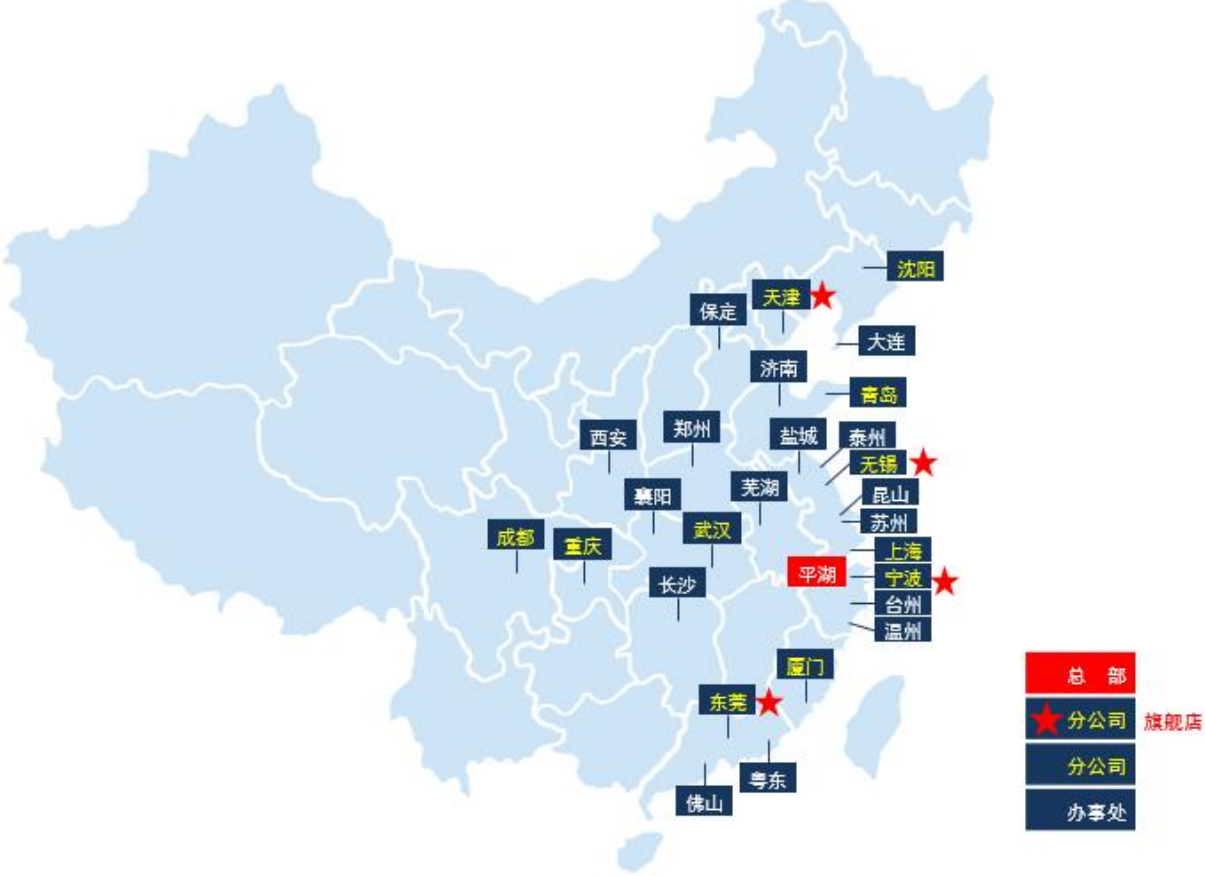 沈阳
天津
保定
大连
济南
青岛
郑州
西安
盐城
泰州
无锡
芜湖
襄阳
昆山
苏州
武汉
成都
重庆
上海
平湖
宁波
长沙
台州
温州
厦门
东莞
粤东
佛山
总 部
分公司 旗舰店
分公司
办事处